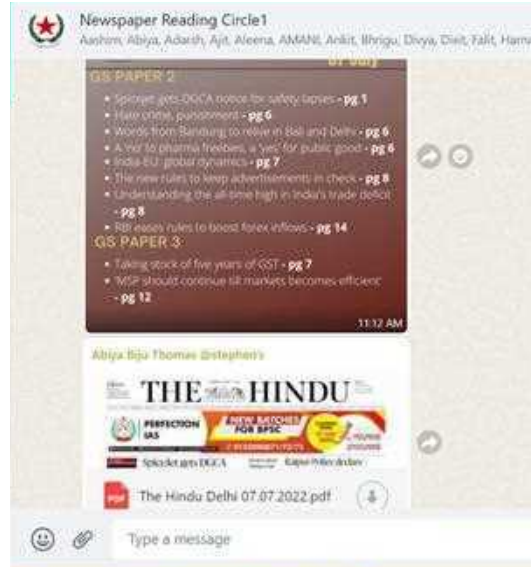 Newspaper Reading Circle1
Aashim, Abiya, Adarsh, Ajit, Aleena, AMANI, Ankit, Bhrigu, Divya, Dixit, Falit,
07 July
GS PAPER 2
Spicejet gets DGCA notice for safety lapses - pg 1
Hate crime, punishment - pg 6
Words from Bandung to relive in Bali and Delhi - pg 6
A 'no' to pharma freebies, a 'yes' for public good - pg 6
India-EU: global dynamics - pg 7
The new rules to keep advertisements in check - pg 8
Understanding the all-time high in India's trade deficit
- pg 8
RBI eases rules to boost forex inflows - pg 14
GS PAPER 3
Taking stock of five years of GST - pg 7
'MSP should continue till markets becomes efficient'
- pg 12
11:12 AM
Abiya Biju Thomas @stephen's
THE HINDU
PERFECTION
IAS
NEW BATCHES
FOR BPSC
SpiceJet gets DGCA
PDF
The Hindu Delhi 07.07.2022.pdf
Type a message